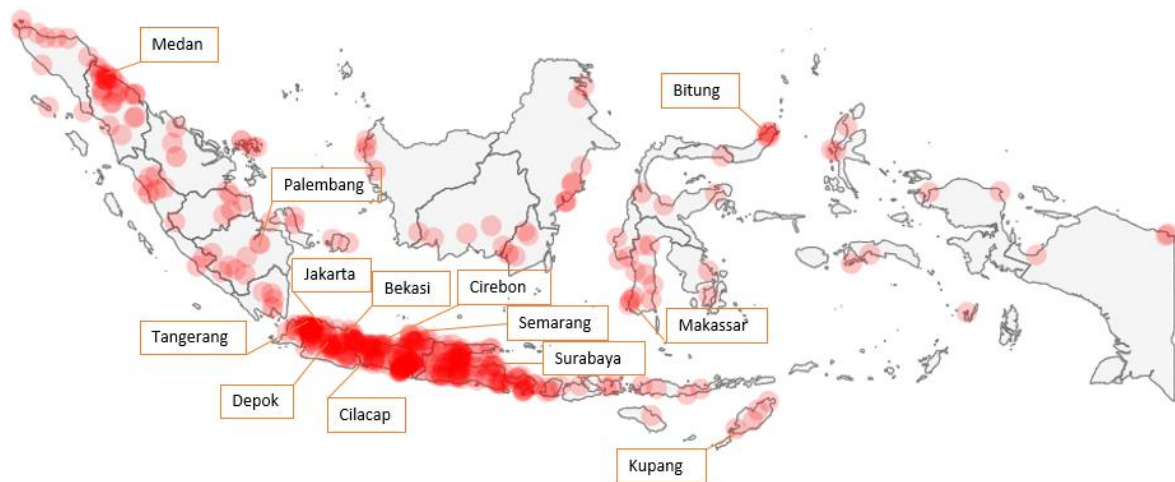 Medan
Bitung
Palembang
Jakarta
Bekasi
Cirebon
Tangerang
Semarang
Makassar
Surabaya
Depok
Cilacap
Kupang